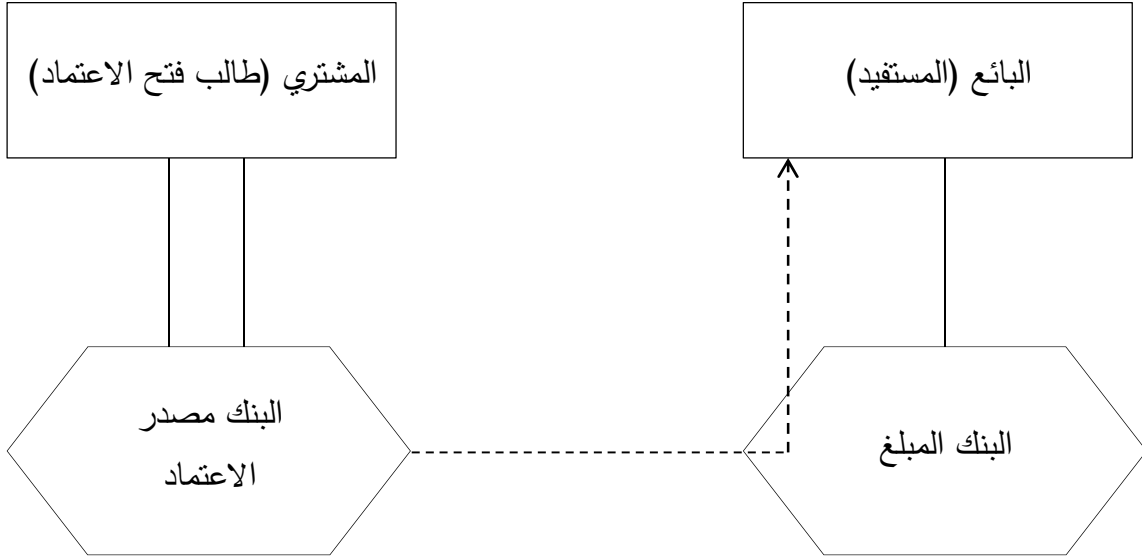 المشتري (طالب فتح الاعتماد)
البائع (المستفيد)
البنك مصدر
الاعتماد
البنك المبلغ